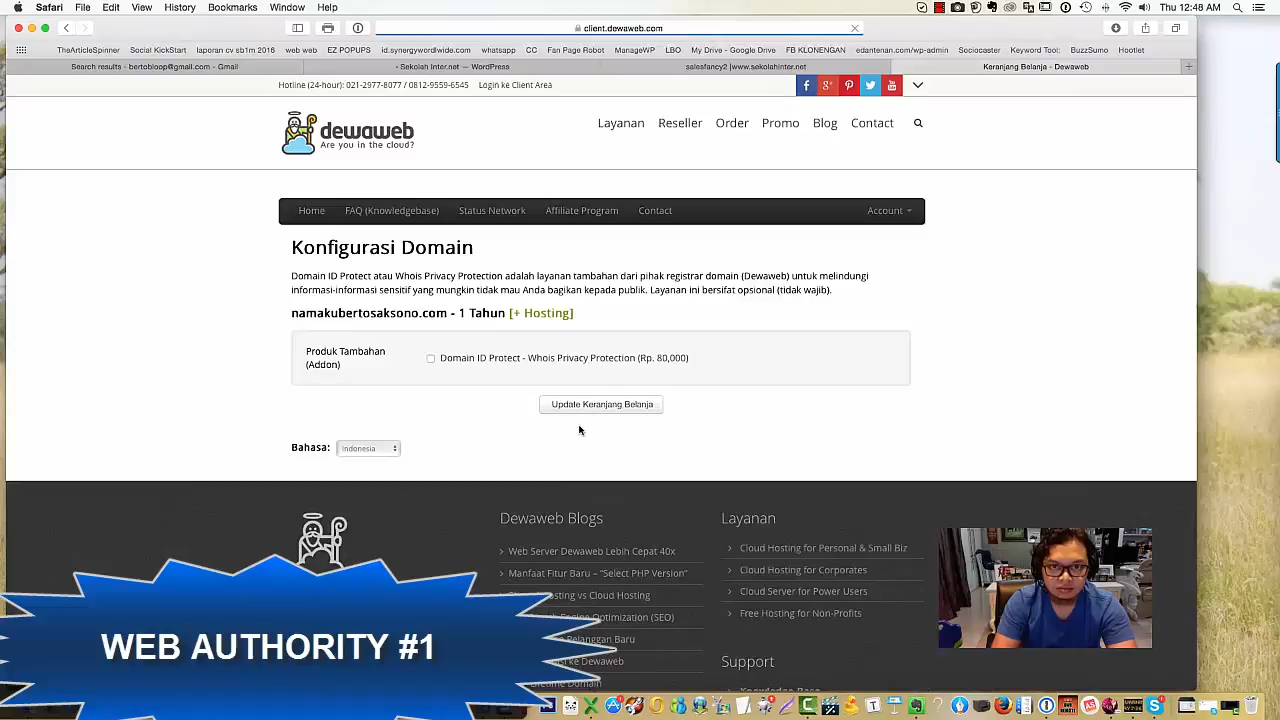 Safari File Edit View History Bookmarks Window Help
Thu 12:48 AM
client.dewaweb.com
TheArticleSpinner Social KickStart laporan cv sb1m 2016 web web EZ POPUPS id.synergyworldwide.com whatsapp CC Fan Page Robot ManageWP LBO My Drive - Google Drive FB KLONENGAN edantenan.com/wp-admin Sociocaster Keyword Tool: BuzzSumo Hootlet
Search results - bertobloop@gmail.com - Gmail
- Sekolah Inter.net — WordPress
salesfancy2 |www.sekolahinter.net
Keranjang Belanja - Dewaweb
Hotline (24-hour): 021-2977-8077 / 0812-9559-6545 Login ke Client Area
dewaweb
Are you in the cloud?
Layanan Reseller Order Promo Blog Contact
Home FAQ (Knowledgebase) Status Network Affiliate Program Contact Account
Konfigurasi Domain
Domain ID Protect atau Whois Privacy Protection adalah layanan tambahan dari pihak registrar domain (Dewaweb) untuk melindungi
informasi-informasi sensitif yang mungkin tidak mau Anda bagikan kepada publik. Layanan ini bersifat opsional (tidak wajib).
namakubertosaksono.com - 1 Tahun [+ Hosting]
Produk Tambahan
(Addon)
Domain ID Protect - Whois Privacy Protection (Rp. 80,000)
Update Keranjang Belanja
Bahasa: Indonesia
Dewaweb Blogs
Web Server Dewaweb Lebih Cepat 40x
Manfaat Fitur Baru – “Select PHP Version”
Hosting vs Cloud Hosting
Optimization (SEO)
Pelanggan Baru
ke Dewaweb
Domain
Layanan
Cloud Hosting for Personal & Small Biz
Cloud Hosting for Corporates
Cloud Server for Power Users
Free Hosting for Non-Profits
Support
Knowledge Base
WEB AUTHORITY #1